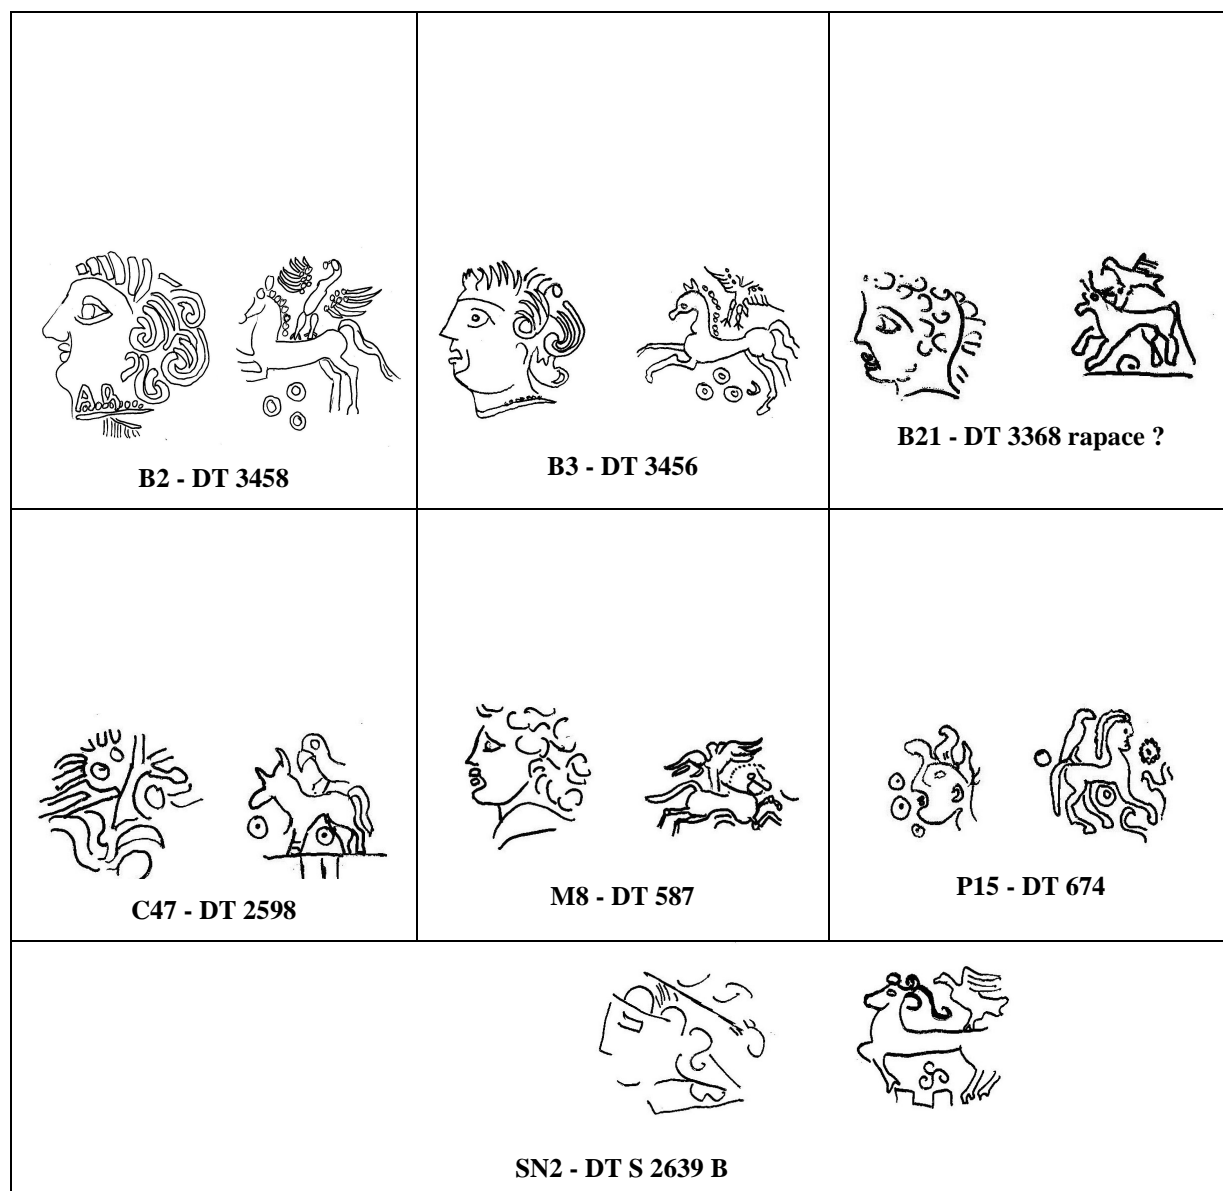 B2 - DT 3458
B3 - DT 3456
B21 - DT 3368 rapace ?
C47 - DT 2598
M8 - DT 587
P15 - DT 674
SN2 - DT S 2639 B